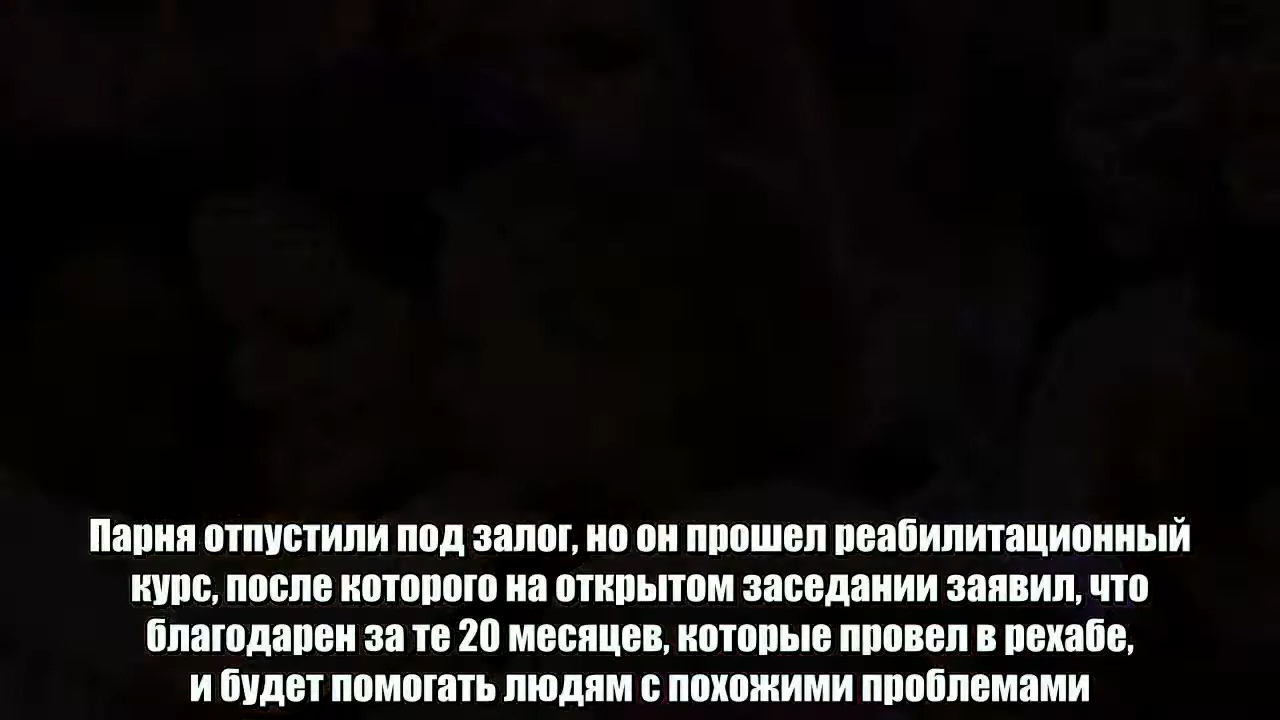 Парня отпустили под залог, но он прошел реабилитационный
курс, после которого на открытом заседании заявил, что
благодарен за те 20 месяцев, которые провел в рехабе,
и будет помогать людям с похожими проблемами